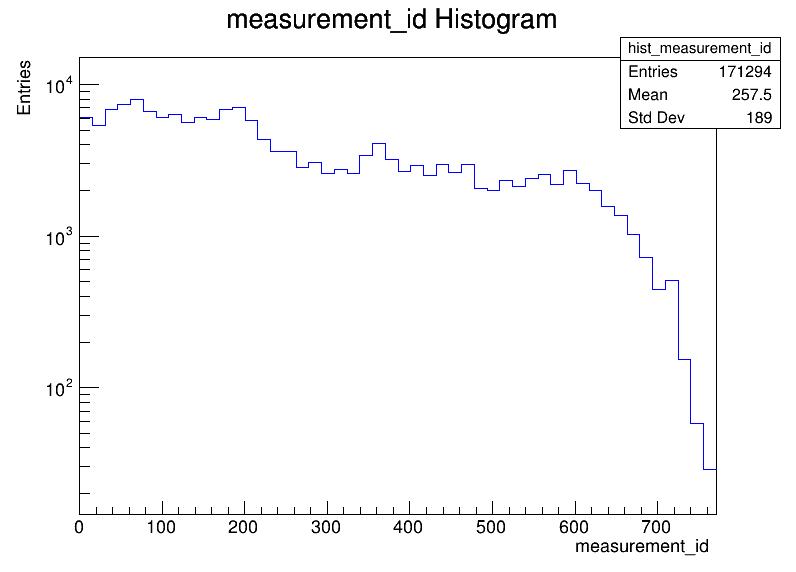 measurement_id Histogram
hist_measurement_id
Entries 171294
Mean 257.5
Std Dev 189
Entries
10^4
10^3
10^2
0 100 200 300 400 500 600 700
measurement_id